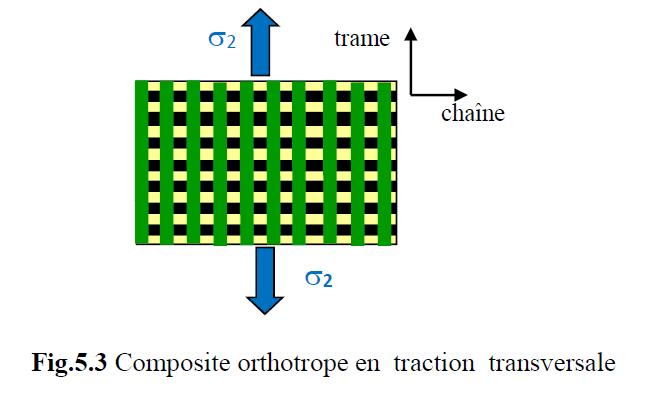 σ2
trame
chaîne
σ2
Fig.5.3 Composite orthotrope en traction transversale